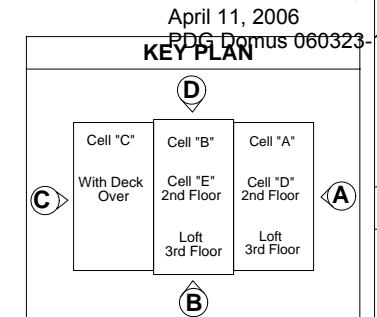 April 11, 2006
PDG Domus 060323-
KEY PLAN
D
Cell "C"
With Deck
Over
Cell "B"
Cell "E"
2nd Floor
Loft
3rd Floor
Cell "A"
Cell "D"
2nd Floor
Loft
3rd Floor
C
A
B